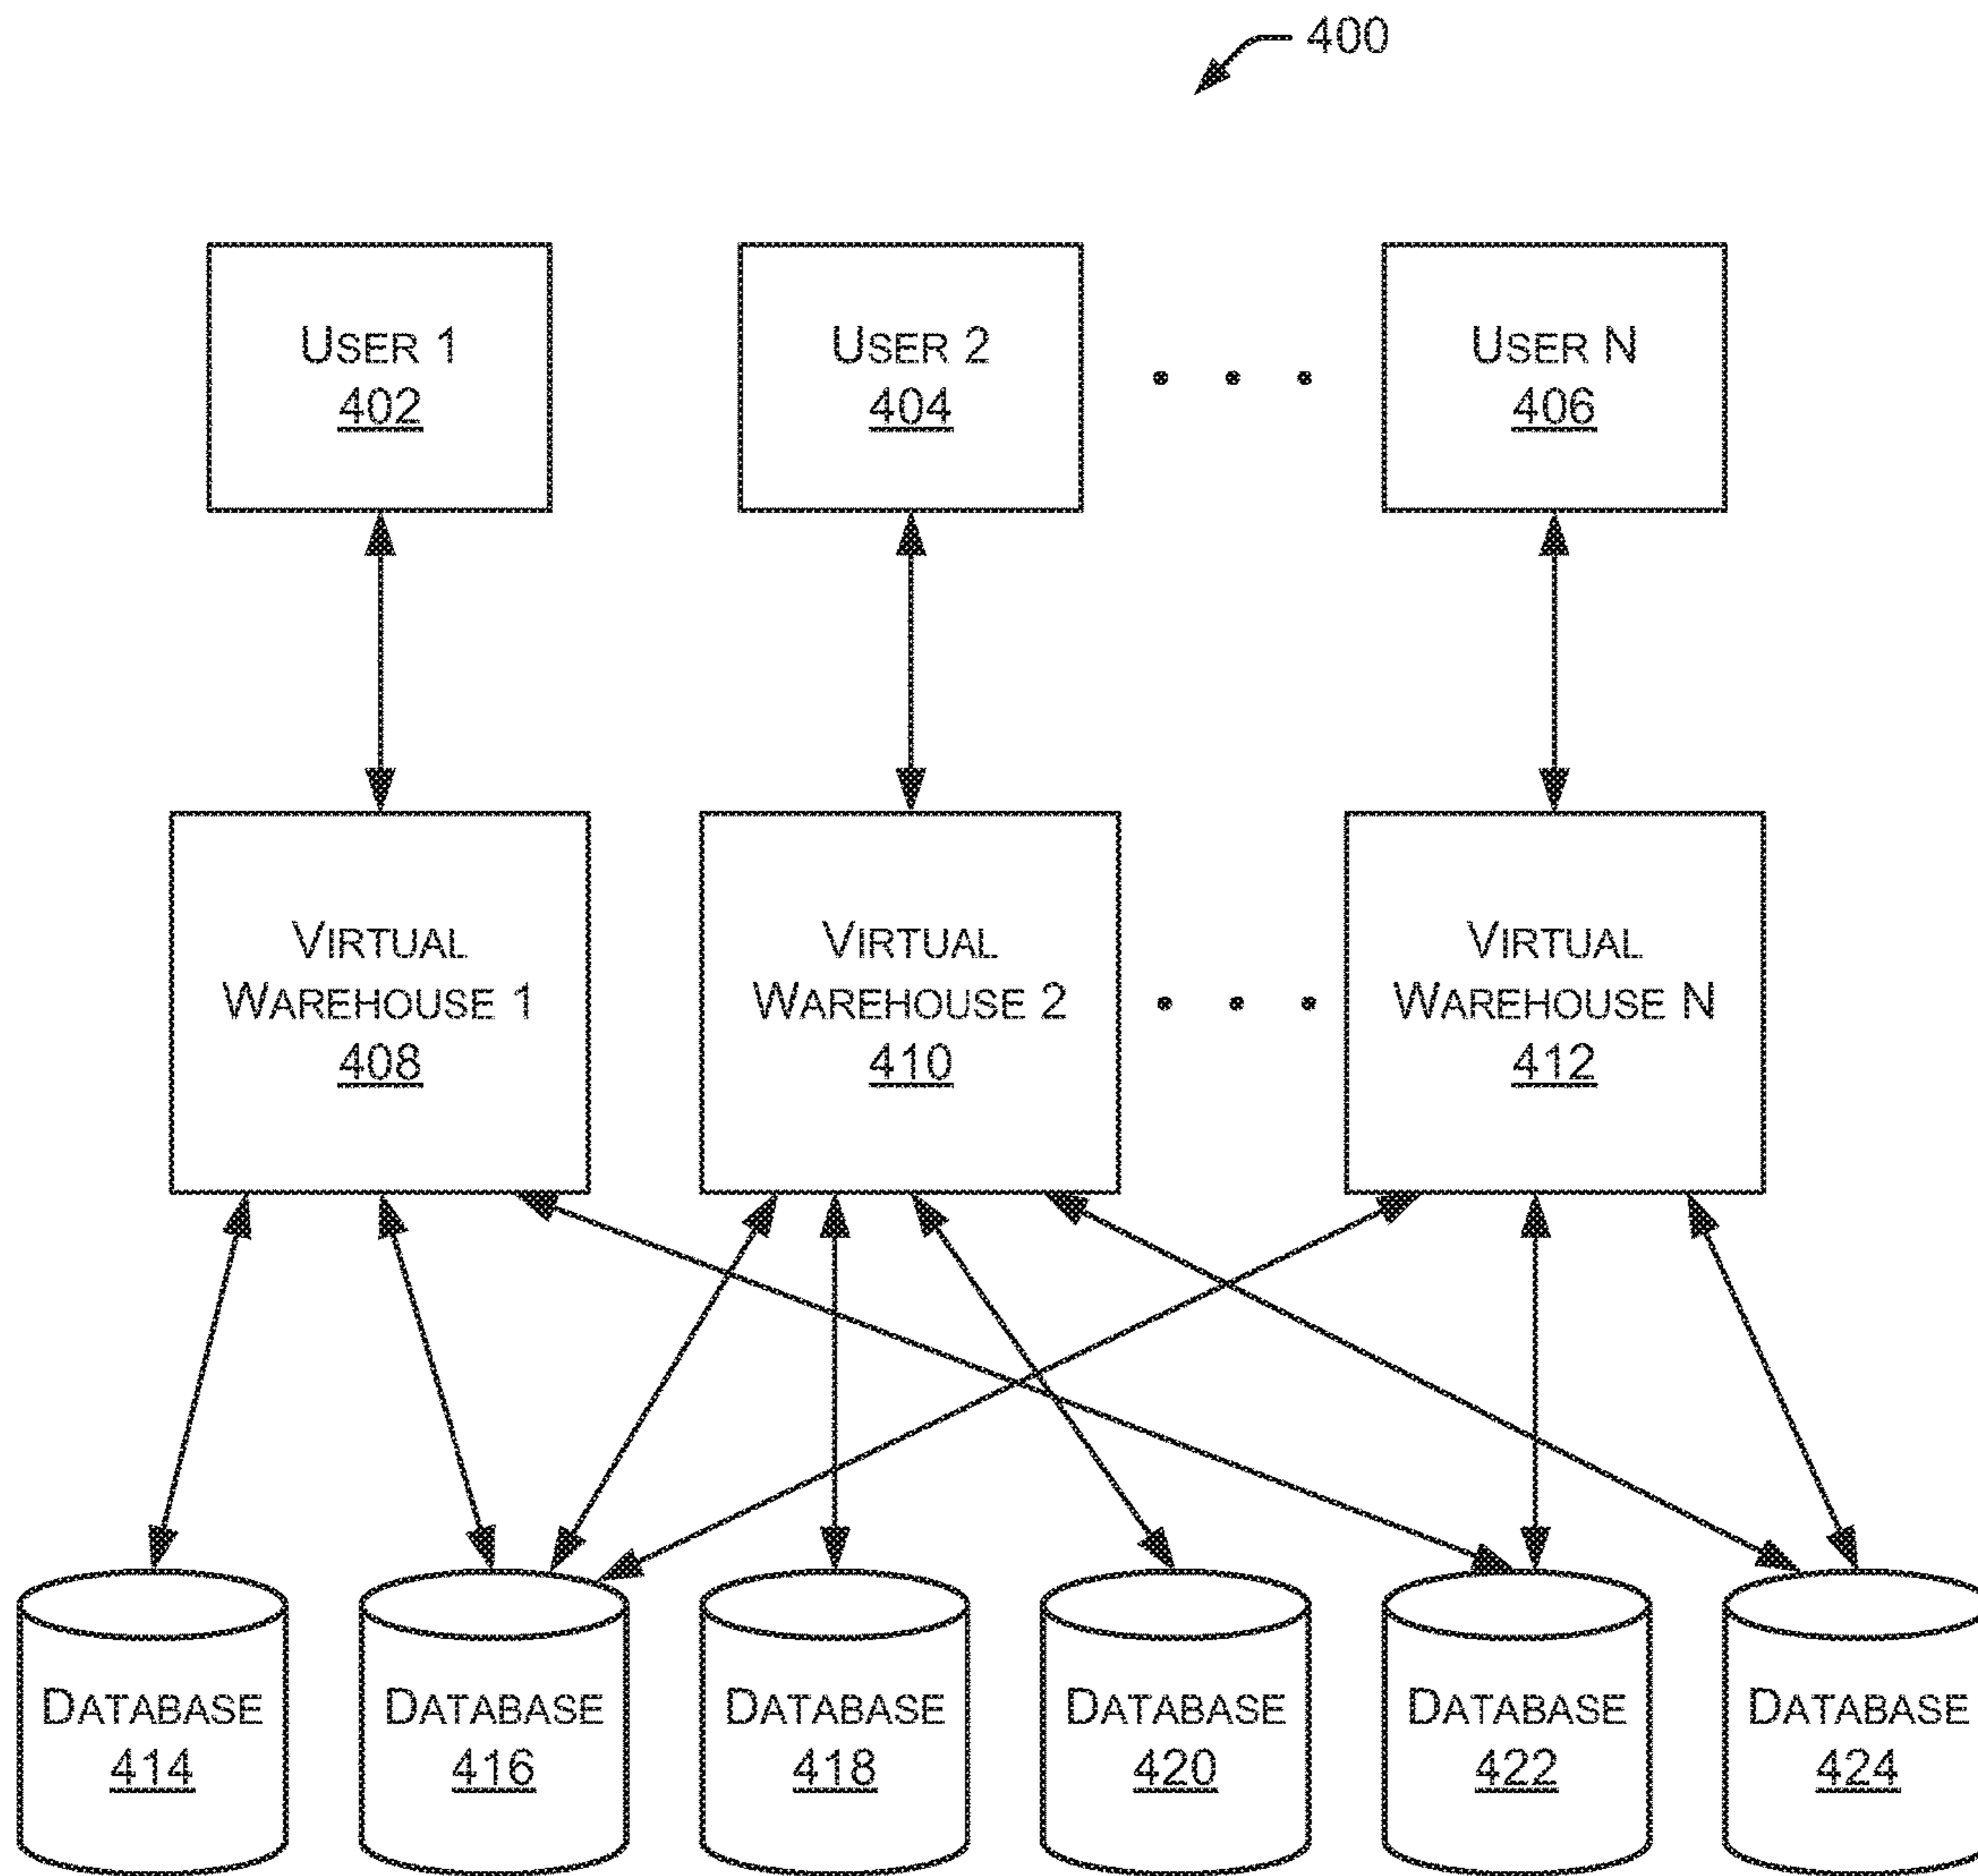 400
USER 1
402
USER 2
404
USER N
406
VIRTUAL
WAREHOUSE 1
408
VIRTUAL
WAREHOUSE 2
410
VIRTUAL
WAREHOUSE N
412
DATABASE
414
DATABASE
416
DATABASE
418
DATABASE
420
DATABASE
422
DATABASE
424